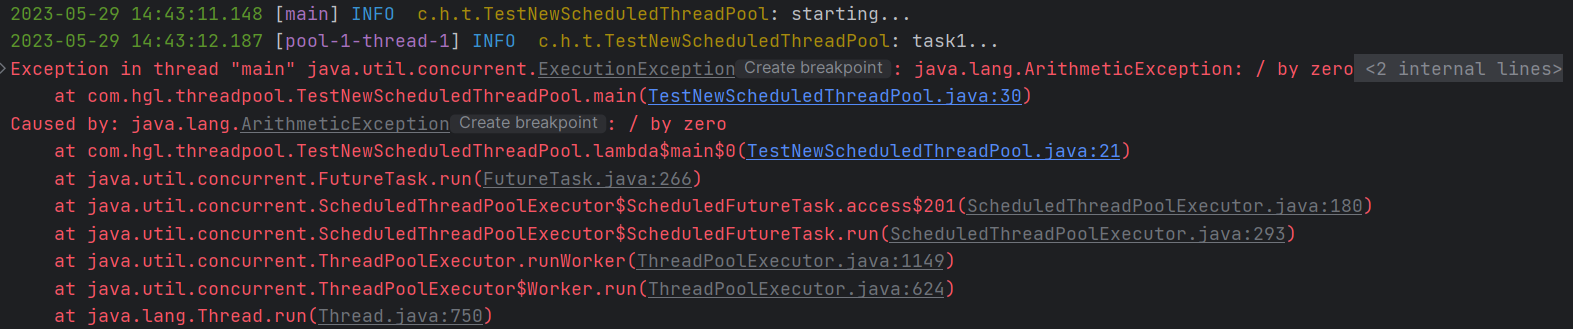 2023-05-29 14:43:11.148 [main] INFO  c.h.t.TestNewScheduledThreadPool: starting...
2023-05-29 14:43:12.187 [pool-1-thread-1] INFO  c.h.t.TestNewScheduledThreadPool: task1...
Exception in thread "main" java.util.concurrent.ExecutionException Create breakpoint : java.lang.ArithmeticException: / by zero <2 internal lines>
    at com.hgl.threadpool.TestNewScheduledThreadPool.main(TestNewScheduledThreadPool.java:30)
Caused by: java.lang.ArithmeticException Create breakpoint : / by zero
    at com.hgl.threadpool.TestNewScheduledThreadPool.lambda$main$0(TestNewScheduledThreadPool.java:21)
    at java.util.concurrent.FutureTask.run(FutureTask.java:266)
    at java.util.concurrent.ScheduledThreadPoolExecutor$ScheduledFutureTask.access$201(ScheduledThreadPoolExecutor.java:180)
    at java.util.concurrent.ScheduledThreadPoolExecutor$ScheduledFutureTask.run(ScheduledThreadPoolExecutor.java:293)
    at java.util.concurrent.ThreadPoolExecutor.runWorker(ThreadPoolExecutor.java:1149)
    at java.util.concurrent.ThreadPoolExecutor$Worker.run(ThreadPoolExecutor.java:624)
    at java.lang.Thread.run(Thread.java:750)